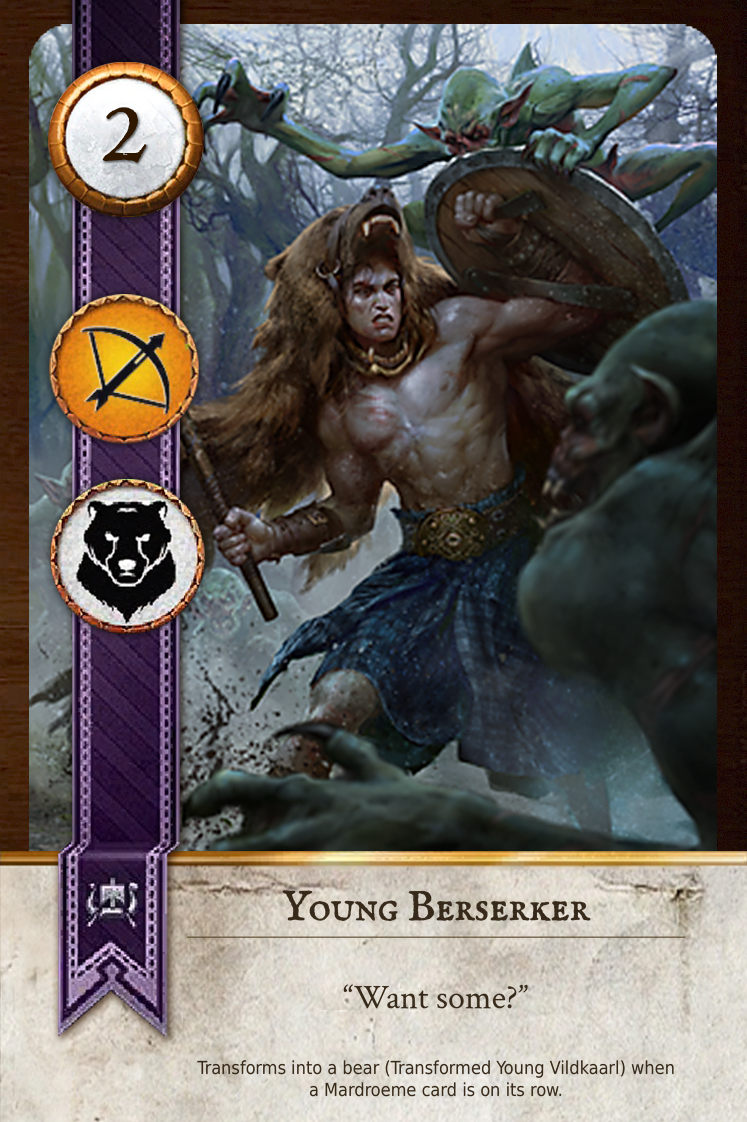 2
Young Berserker
“Want some?”
Transforms into a bear (Transformed Young Vildkaarl) when
a Mardroeme card is on its row.